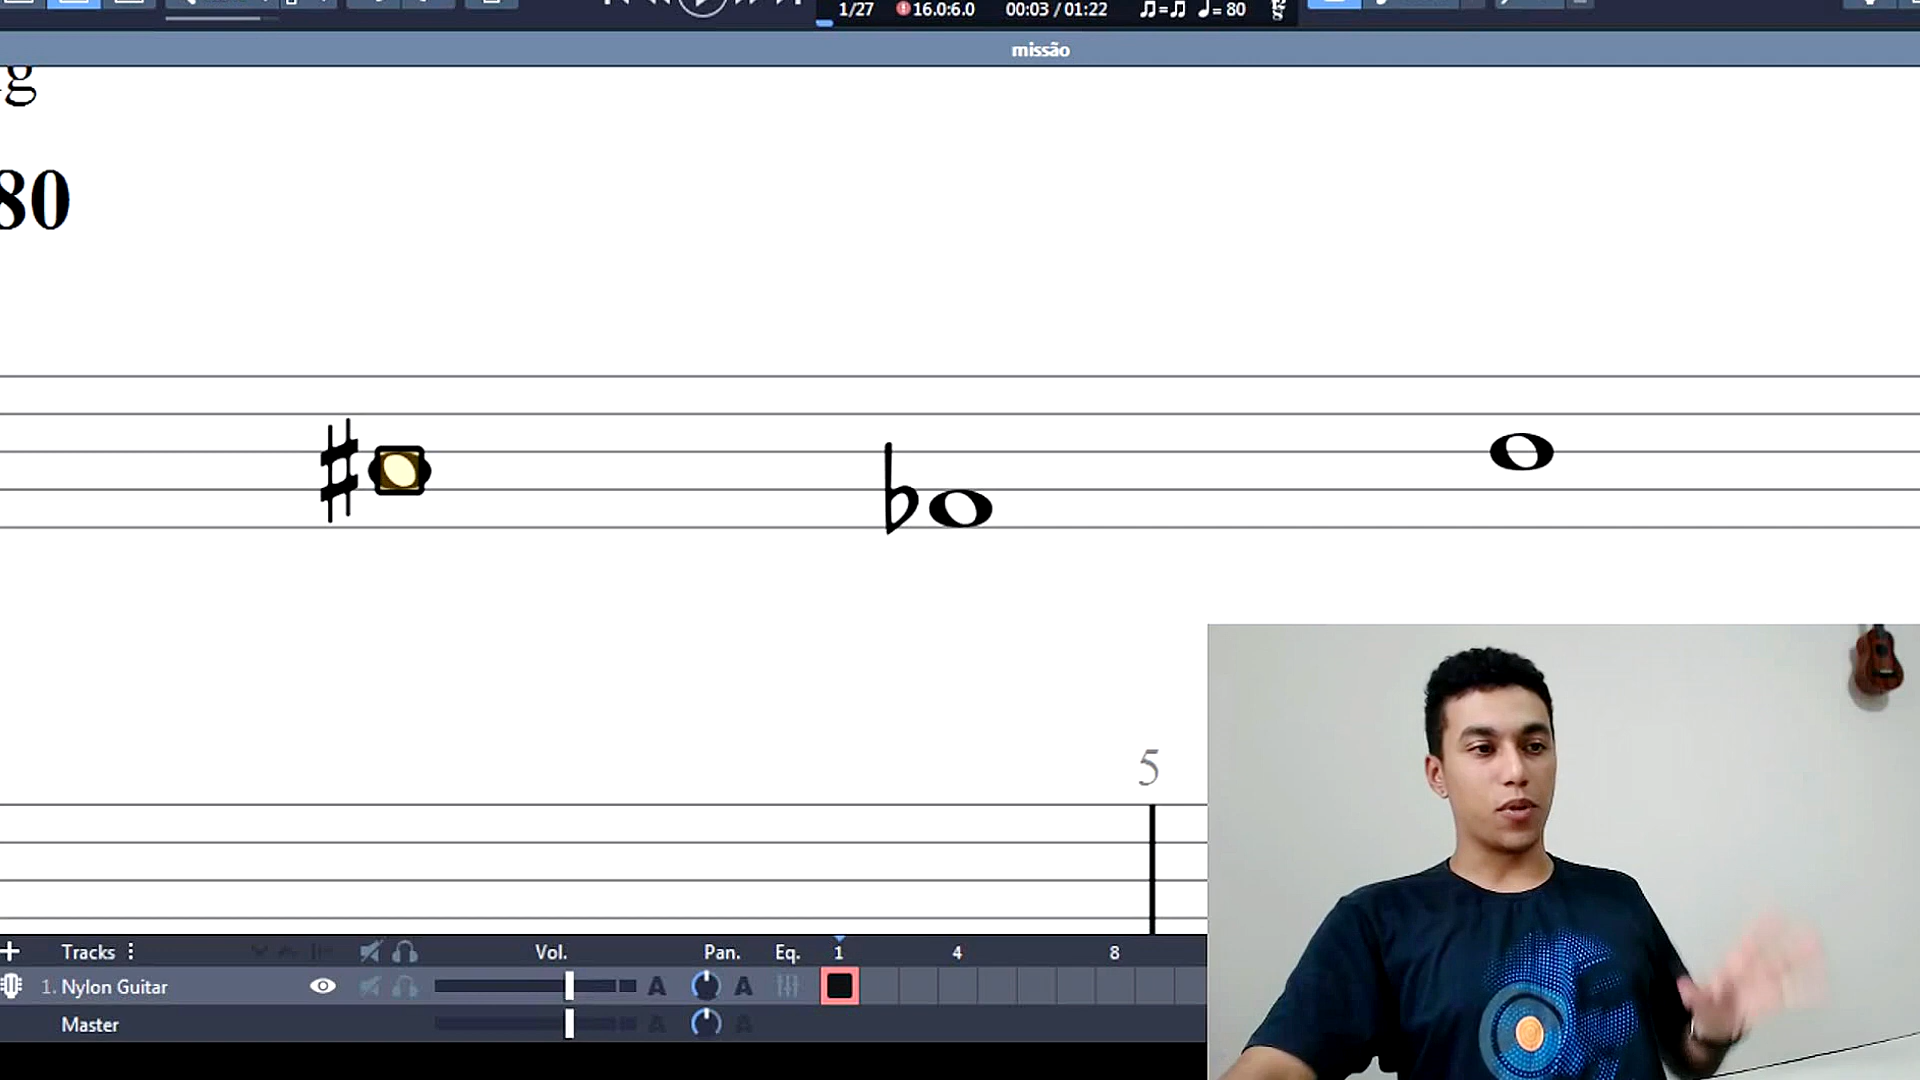 1/27 16.0:6.0 00:03 / 01:22 = = 80
missão
g
80
5
Tracks Vol. Pan. Eq. 1 4 8
1. Nylon Guitar A A
Master A A